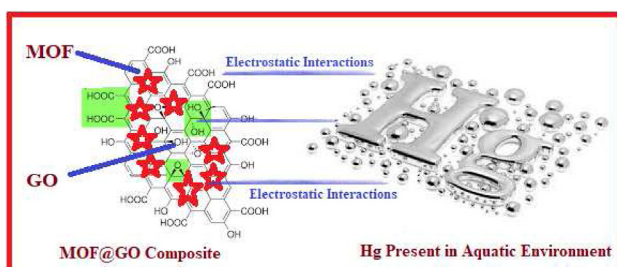 MOF
COOH
COOH
OH
COOH
Electrostatic Interactions
HOOC
HOOC
OH
OH
OH
HO
OH
GO
O
COOH
Electrostatic Interactions
HOOC
COOH
COOH
OH
Hg
MOF@GO Composite
Hg Present in Aquatic Environment